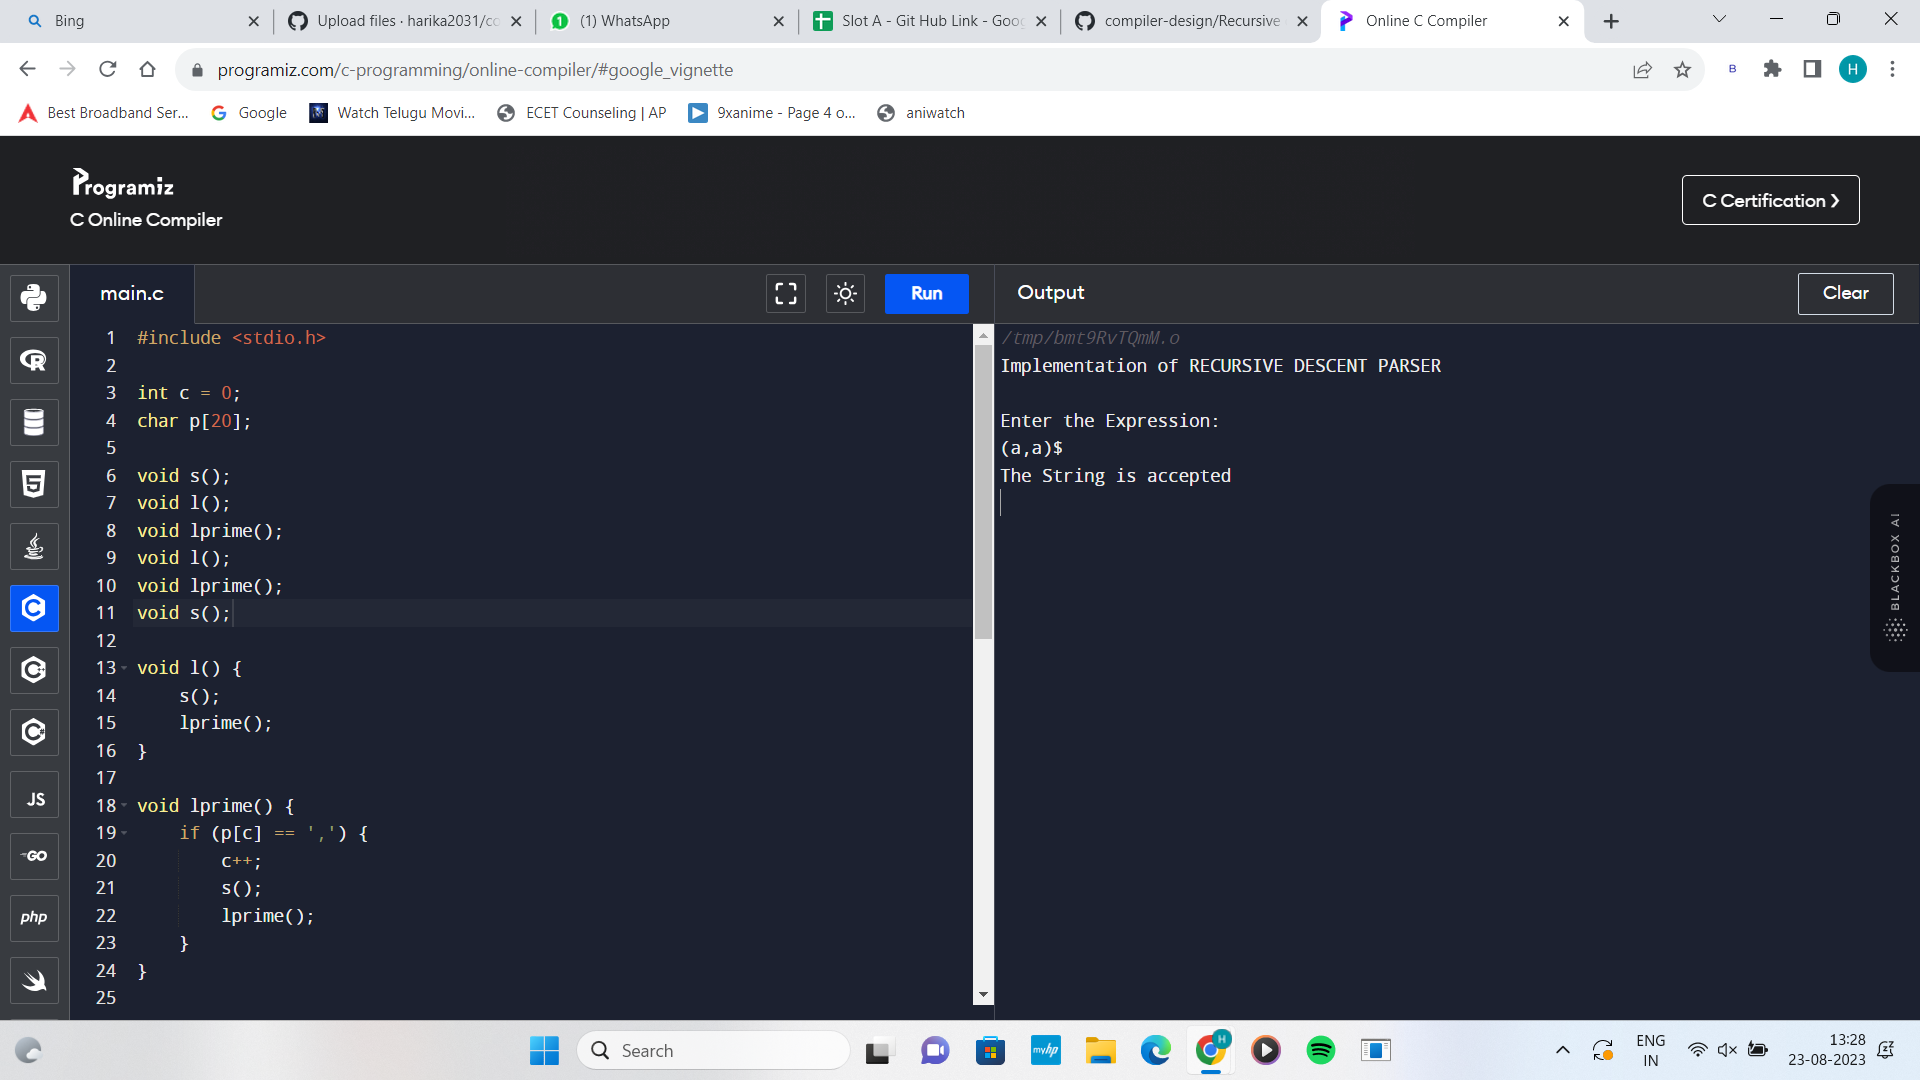 Bing
Upload files · harika2031/co
(1) WhatsApp
Slot A - Git Hub Link - Goog
compiler-design/Recursive
Online C Compiler
programiz.com/c-programming/online-compiler/#google_vignette
B
H
Best Broadband Ser...
Google
Watch Telugu Movi...
ECET Counseling | AP
9xanime - Page 4 o...
aniwatch
Programiz
C Online Compiler
C Certification ❯
main.c
Run
Output
Clear
1 #include <stdio.h>
2
3 int c = 0;
4 char p[20];
5
6 void s();
7 void l();
8 void lprime();
9 void l();
10 void lprime();
11 void s();
12
13 void l() {
14 s();
15 lprime();
16 }
17
18 void lprime() {
19 if (p[c] == ',') {
20 c++;
21 s();
22 lprime();
23 }
24 }
25
/tmp/bmt9RvTQmM.o
Implementation of RECURSIVE DESCENT PARSER
Enter the Expression:
(a,a)$
The String is accepted
BLACKBOX AI
JS
GO
php
Search
myhp
H
ENG
IN
13:28
23-08-2023